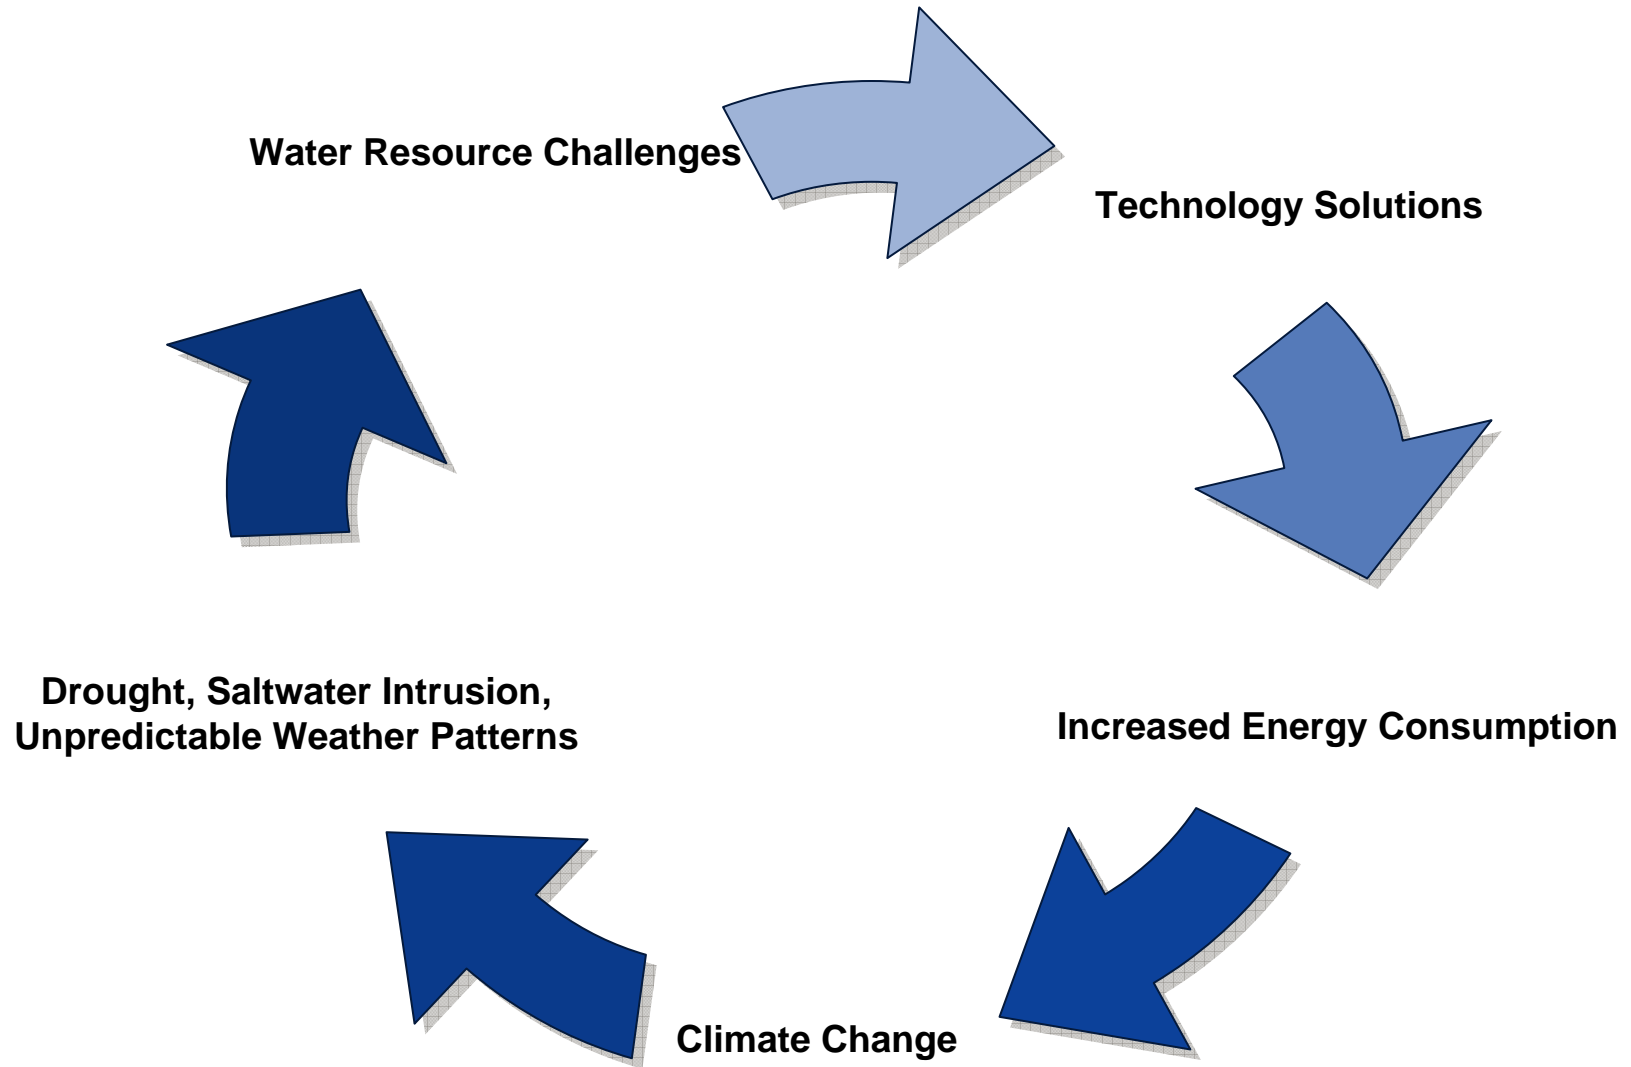 Water Resource Challenges
Technology Solutions
Increased Energy Consumption
Climate Change
Drought, Saltwater Intrusion,
Unpredictable Weather Patterns